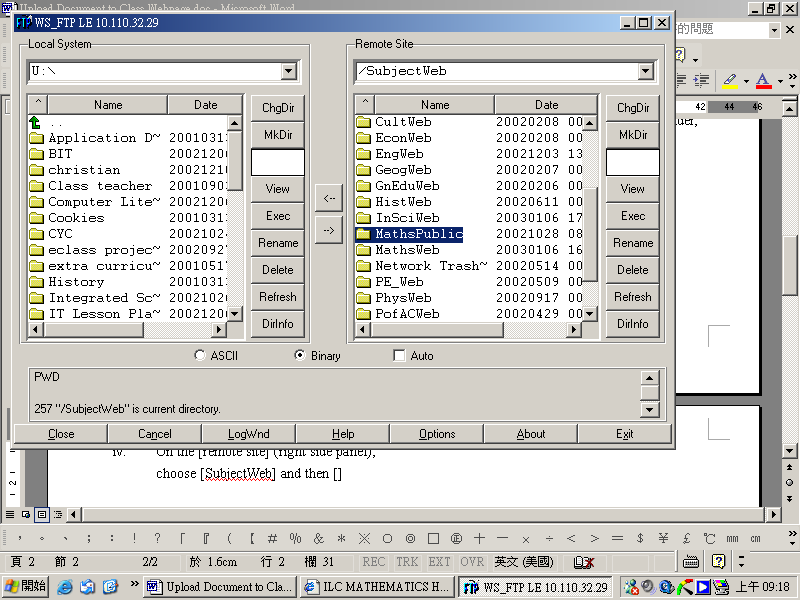 Upload Document to Class Webpage.doc - Microsoft Word
WS_FTP LE 10.110.32.29
的問題
Local System
Remote Site
U:\
/SubjectWeb
^ Name Date
^ Name Date
..
Application D~ 2001031
BIT 2002120
christian 2002121
Class teacher 2001090
Computer Lite~ 2002120
Cookies 2001031
CYC 2002102
eclass projec~ 2002092
extra curricu~ 2001051
History 2001031
Integrated Sc~ 2002102
IT Lesson Pla~ 2002120
ChgDir
MkDir
View
Exec
Rename
Delete
Refresh
DirInfo
<--
-->
CultWeb 20020208 00
EconWeb 20020208 00
EngWeb 20021203 13
GeogWeb 20020207 00
GnEduWeb 20020206 00
HistWeb 20020611 00
InSciWeb 20030106 17
MathsPublic 20021028 08
MathsWeb 20030106 16
Network Trash~ 20020514 00
PE_Web 20020509 00
PhysWeb 20020917 00
PofACWeb 20020429 00
ChgDir
MkDir
View
Exec
Rename
Delete
Refresh
DirInfo
42 44 46
ASCII Binary Auto
PWD
257 "/SubjectWeb" is current directory.
Close Cancel LogWnd Help Options About Exit
iv. On the [remote site] (right side panel),
choose [SubjectWeb] and then []
2
, 。 、 ; : ! ? 「 『 ( 【 # % & * ※ ○ ◎ □ ㊣ + - × ÷ < > = $ ¥ £ ℃ mm cm
頁 2 節 2 2/2 於 1.6cm 行 2 欄 31 REC TRK EXT OVR 英文 (美國)
開始 Upload Document to Cla... ILC MATHEMATICS H... WS_FTP LE 10.110.32.29 上午 09:18